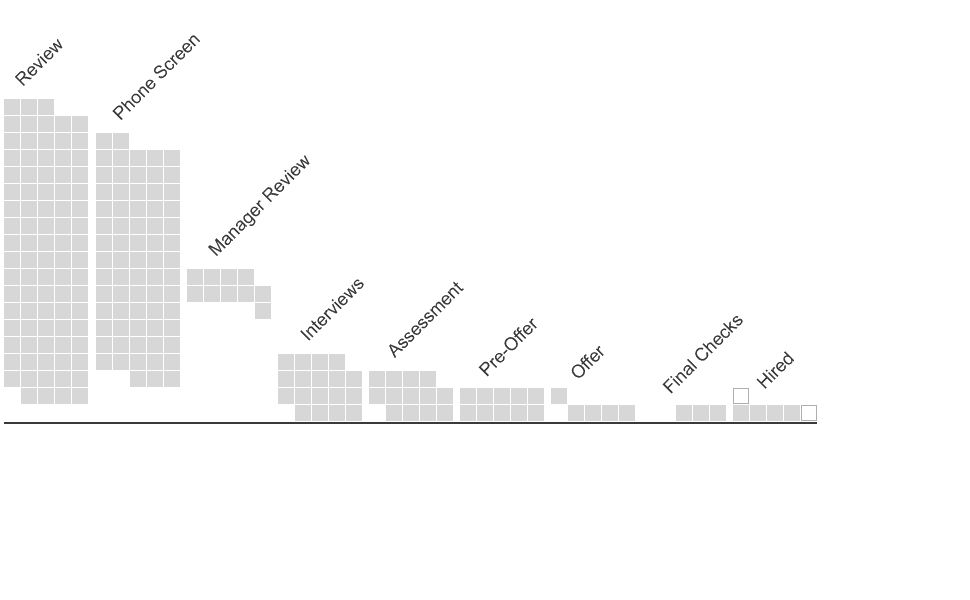 Review
Phone Screen
Manager Review
Interviews
Assessment
Pre-Offer
Offer
Final Checks
Hired